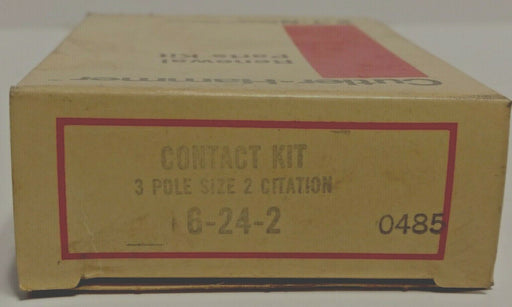 E·T·N
Cutler-Hammer
Renewal
Parts Kit
CONTACT KIT
3 POLE SIZE 2 CITATION
6-24-2
0485